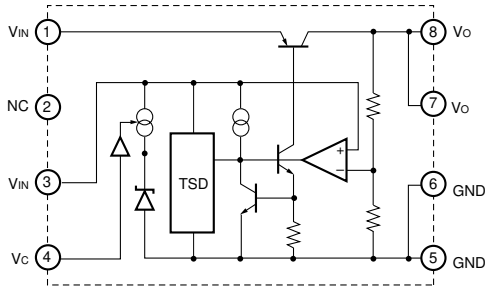 VIN 1
8 VO
NC 2
7 VO
VIN 3
TSD
+
−
6 GND
VC 4
5 GND